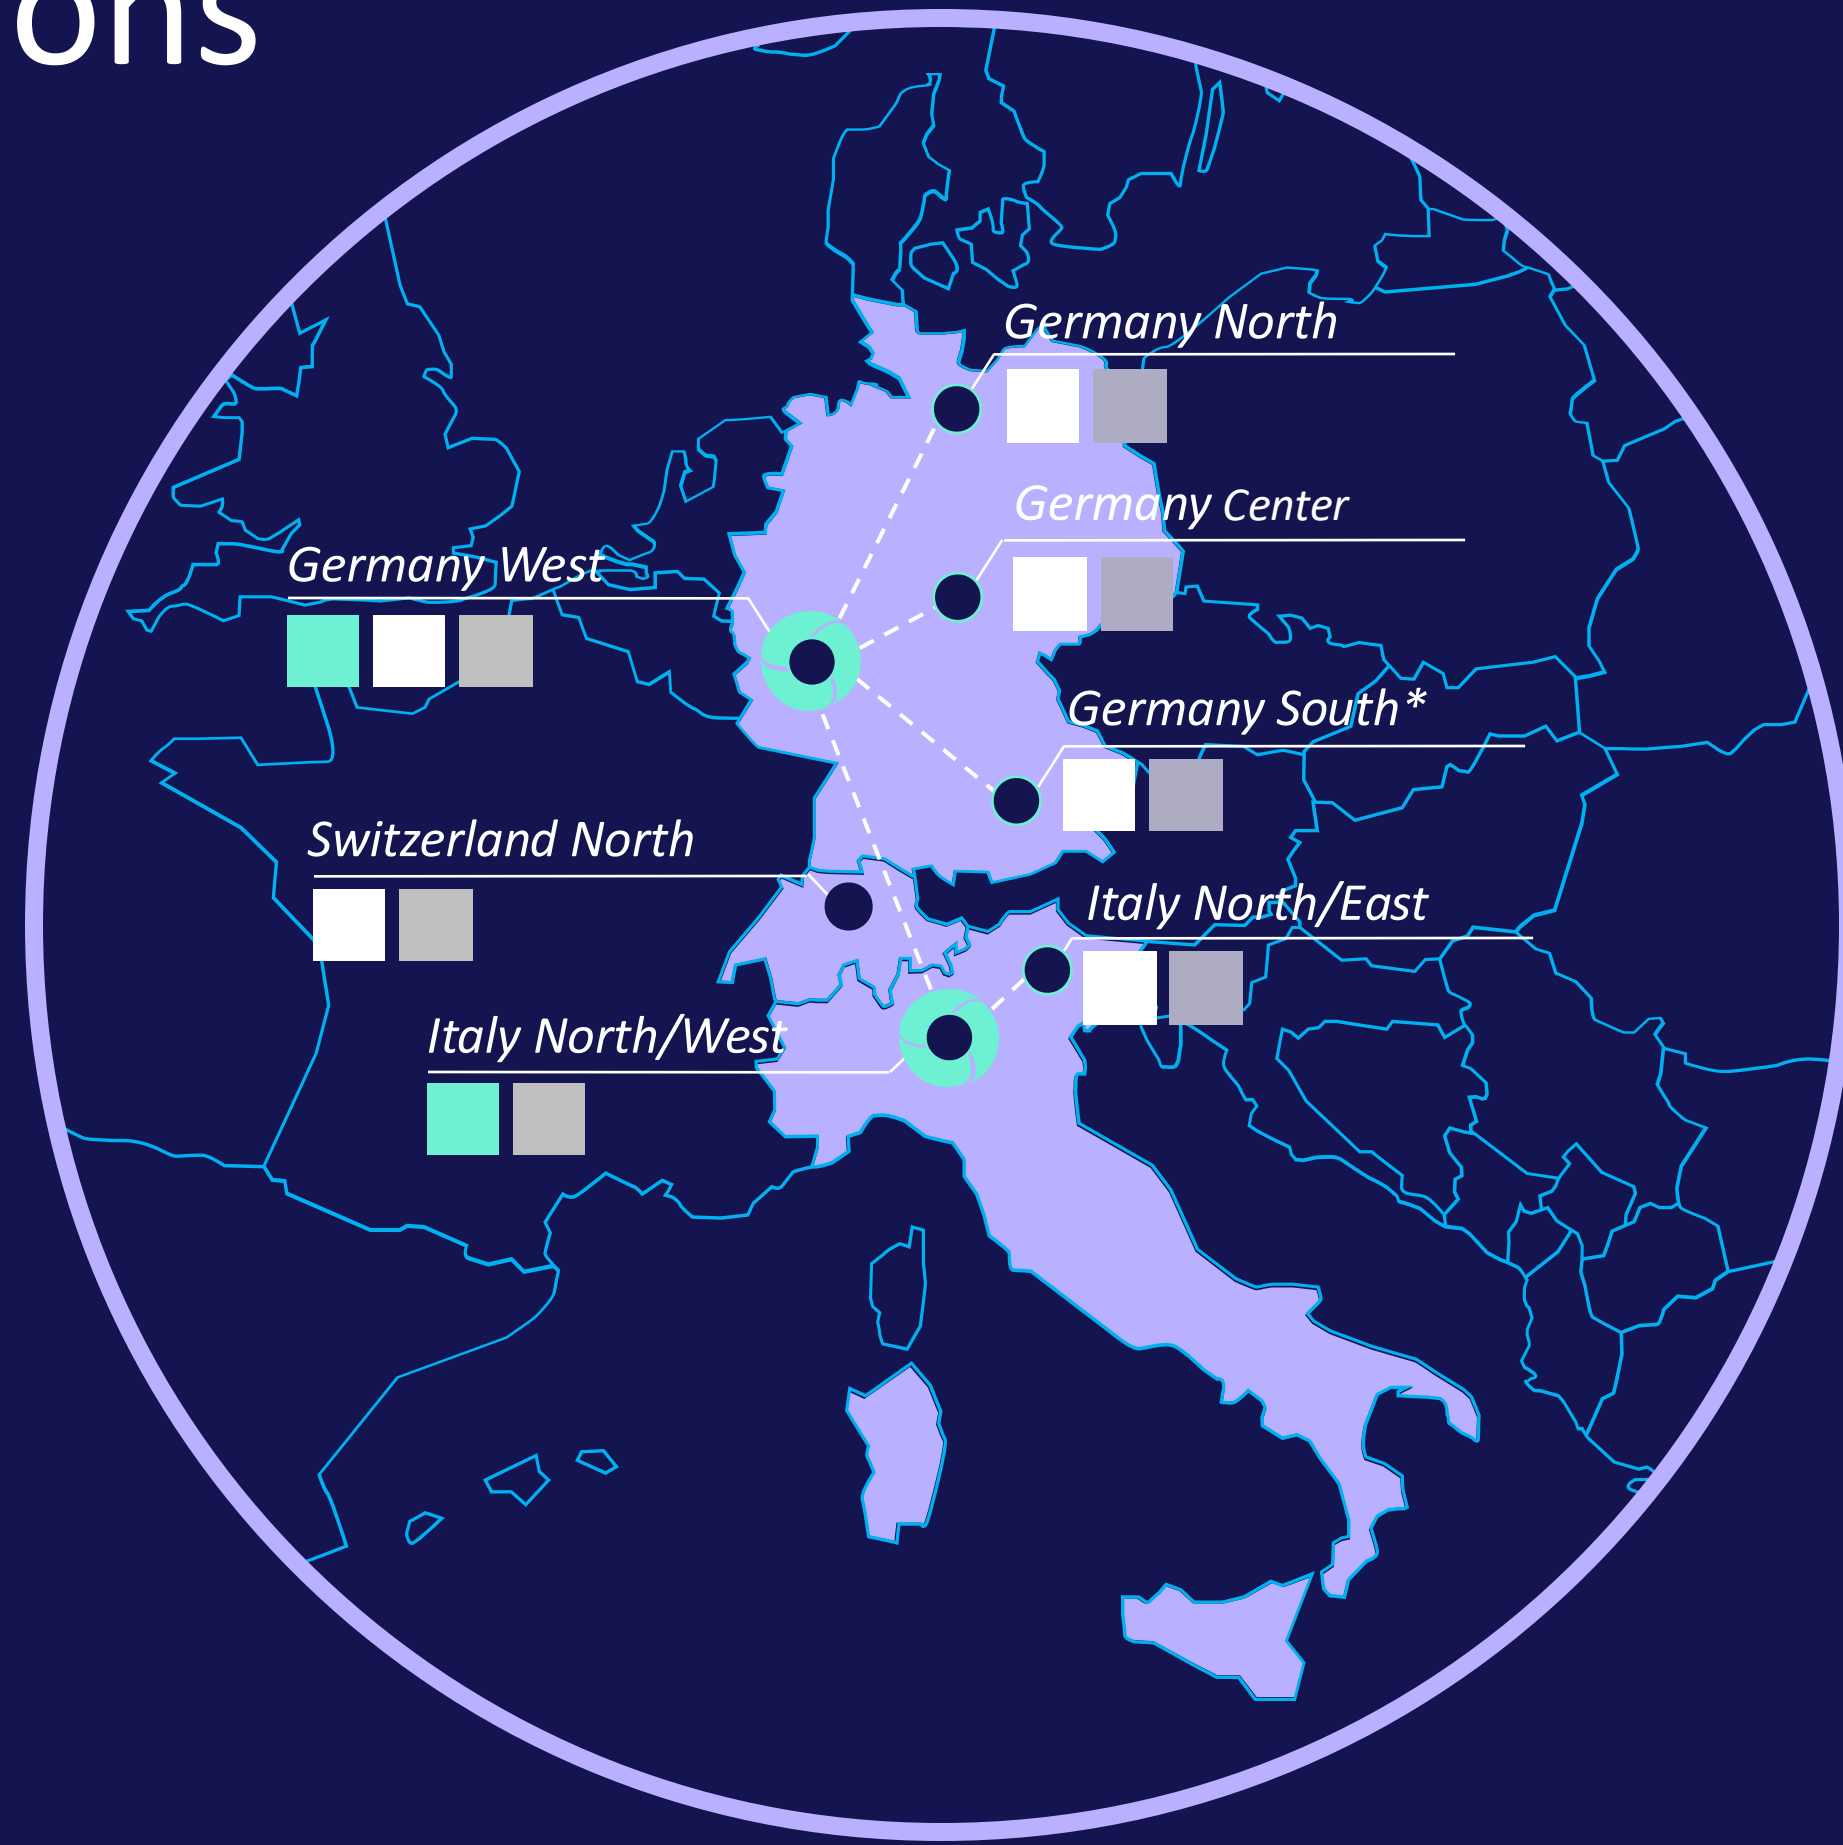 ons
Germany North
Germany Center
Germany West
Germany South*
Switzerland North
Italy North/East
Italy North/West